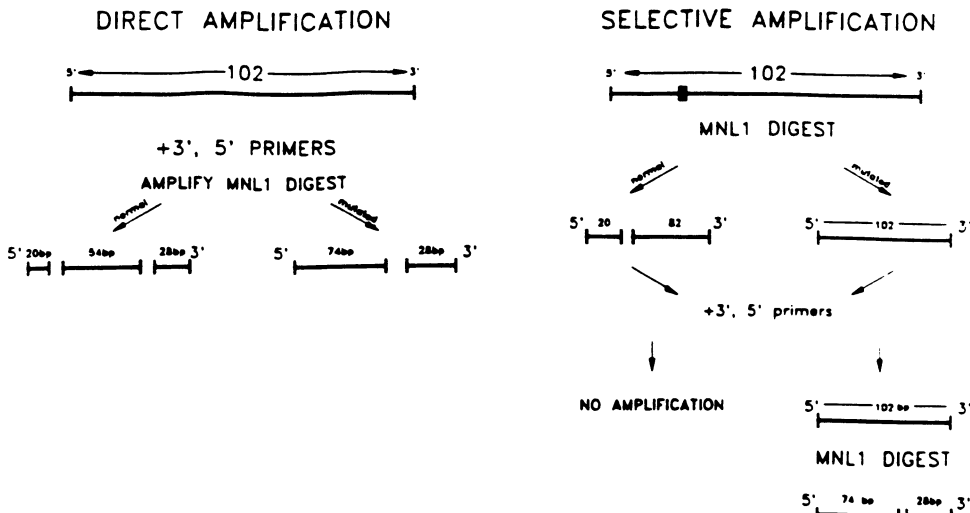 DIRECT AMPLIFICATION
5' 102 3'
+3', 5' PRIMERS
AMPLIFY MNL1 DIGEST
normal mutated
5' 20bp 54bp 28bp 3'
5' 74bp 28bp 3'
SELECTIVE AMPLIFICATION
5' 102 3'
MNL1 DIGEST
normal mutated
5' 20 82 3'
5' 102 3'
+3', 5' primers
NO AMPLIFICATION
5' 102 bp 3'
MNL1 DIGEST
5' 74 bp 28bp 3'